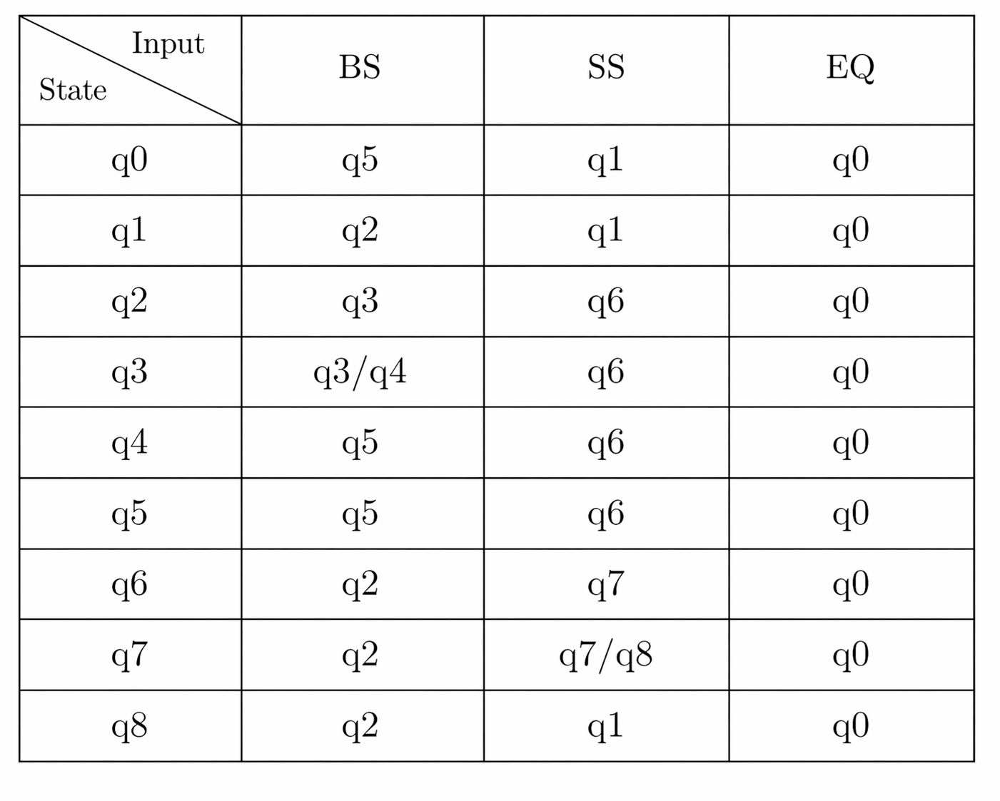 Input
State
BS SS EQ
q0 q5 q1 q0
q1 q2 q1 q0
q2 q3 q6 q0
q3 q3/q4 q6 q0
q4 q5 q6 q0
q5 q5 q6 q0
q6 q2 q7 q0
q7 q2 q7/q8 q0
q8 q2 q1 q0